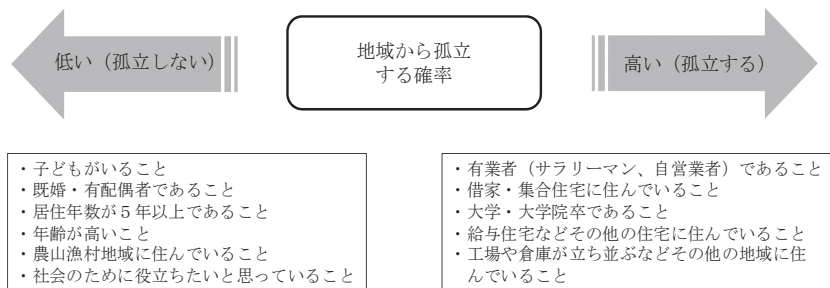 低い（孤立しない）
地域から孤立
する確率
高い（孤立する）
・子どもがいること
・既婚・有配偶者であること
・居住年数が５年以上であること
・年齢が高いこと
・農山漁村地域に住んでいること
・社会のために役立ちたいと思っていること
・有業者（サラリーマン、自営業者）であること
・借家・集合住宅に住んでいること
・大学・大学院卒であること
・給与住宅などその他の住宅に住んでいること
・工場や倉庫が立ち並ぶなどその他の地域に住
んでいること